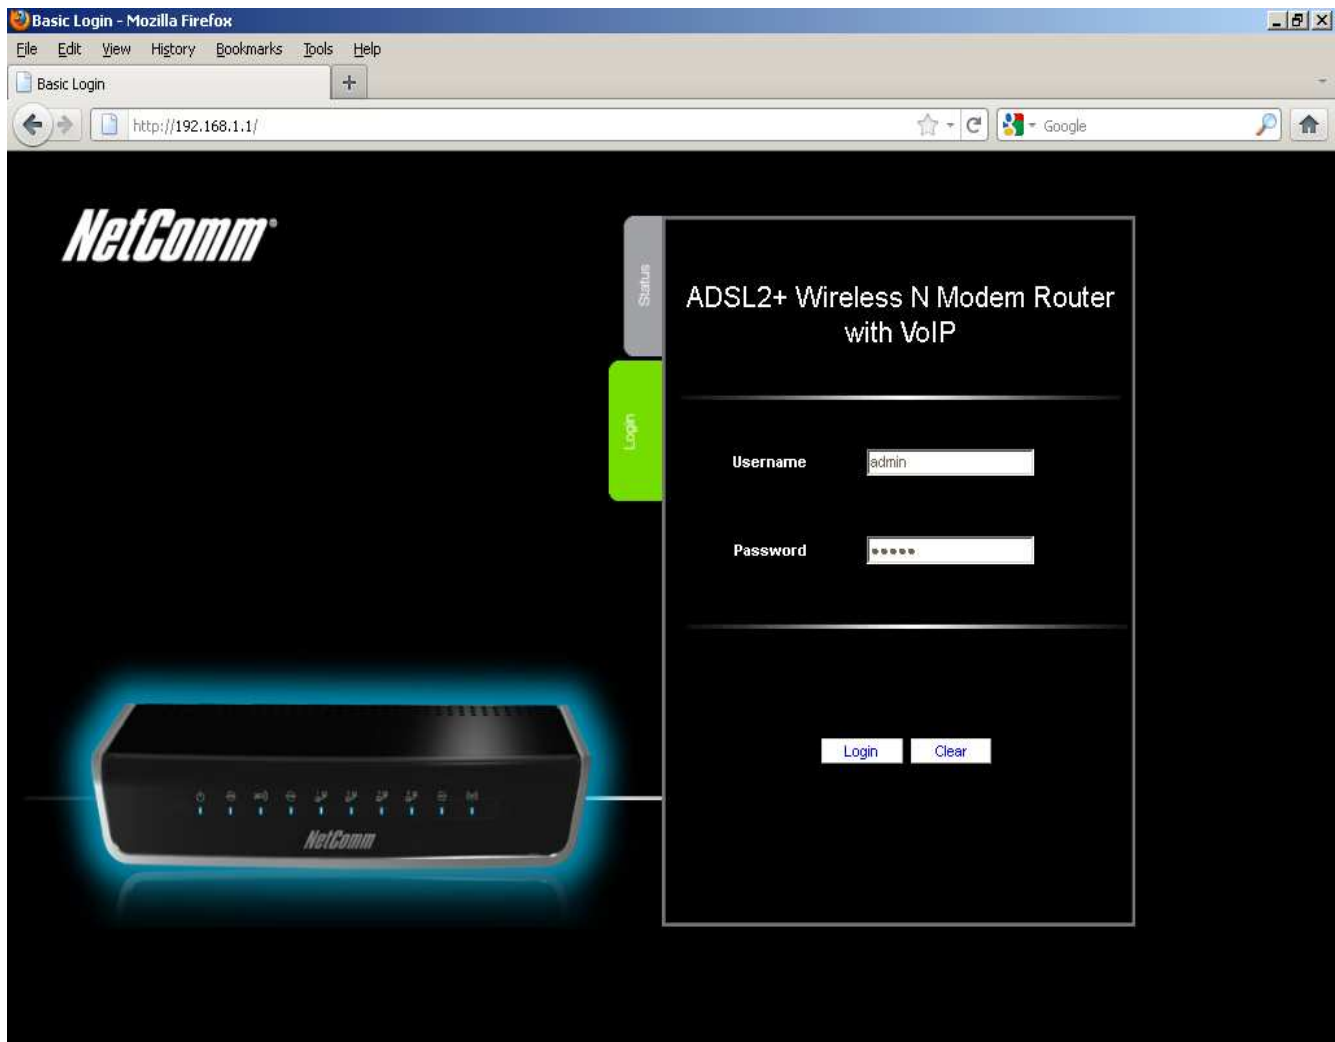 Basic Login - Mozilla Firefox
File Edit View History Bookmarks Tools Help
Basic Login
http://192.168.1.1/
Google
NetComm®
Status
ADSL2+ Wireless N Modem Router
with VoIP
Login
Username
admin
Password
Login Clear
NetComm